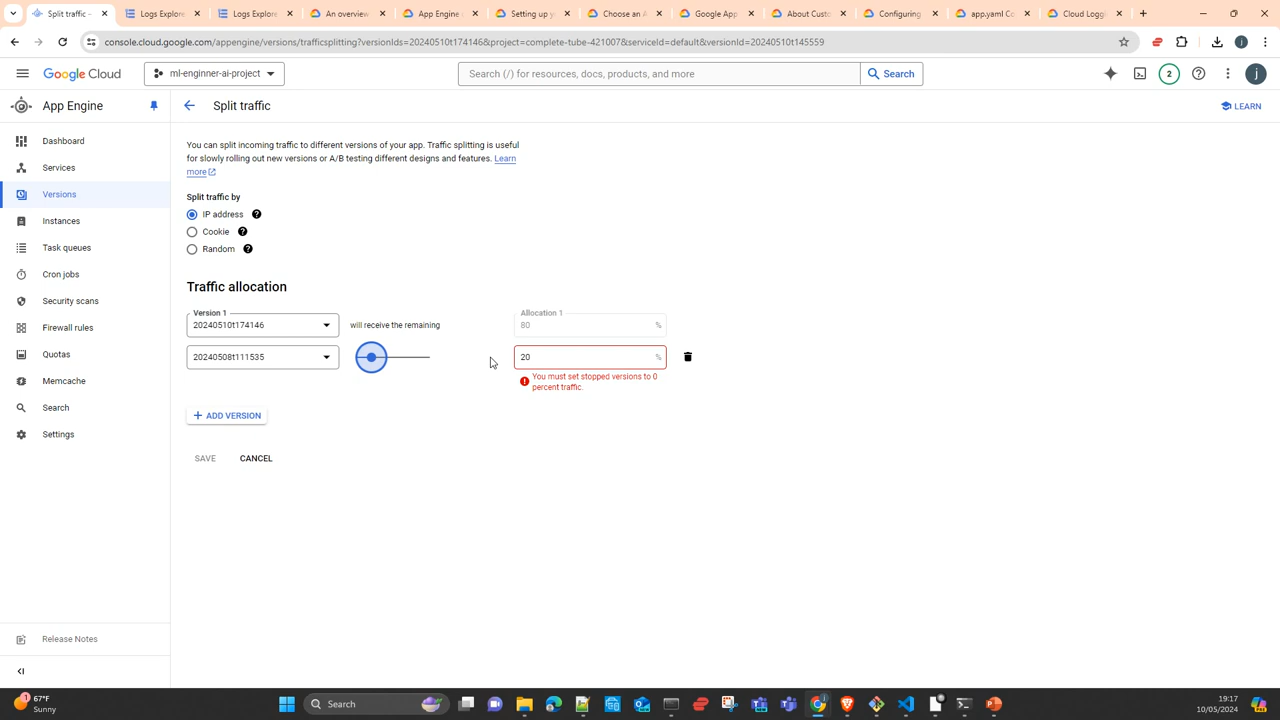 Split traffic –
Logs Explore
Logs Explore
An overview
App Engine
Setting up y
Choose an A
Google App
About Custo
Configuring
app.yaml Co
Cloud Loggi
console.cloud.google.com/appengine/versions/trafficsplitting?versionIds=20240510t174146&project=complete-tube-421007&serviceId=default&versionId=20240510t145559
Google Cloud
ml-enginner-ai-project
Search (/) for resources, docs, products, and more
Search
2
j
App Engine
Split traffic
LEARN
Dashboard
Services
Versions
Instances
Task queues
Cron jobs
Security scans
Firewall rules
Quotas
Memcache
Search
Settings
Release Notes
You can split incoming traffic to different versions of your app. Traffic splitting is useful
for slowly rolling out new versions or A/B testing different designs and features. Learn
more
Split traffic by
IP address
Cookie
Random
Traffic allocation
Version 1
20240510t174146
will receive the remaining
Allocation 1
80 %
20240508t111535
20 %
You must set stopped versions to 0
percent traffic.
ADD VERSION
SAVE
CANCEL
1
67°F
Sunny
Search
19:17
10/05/2024